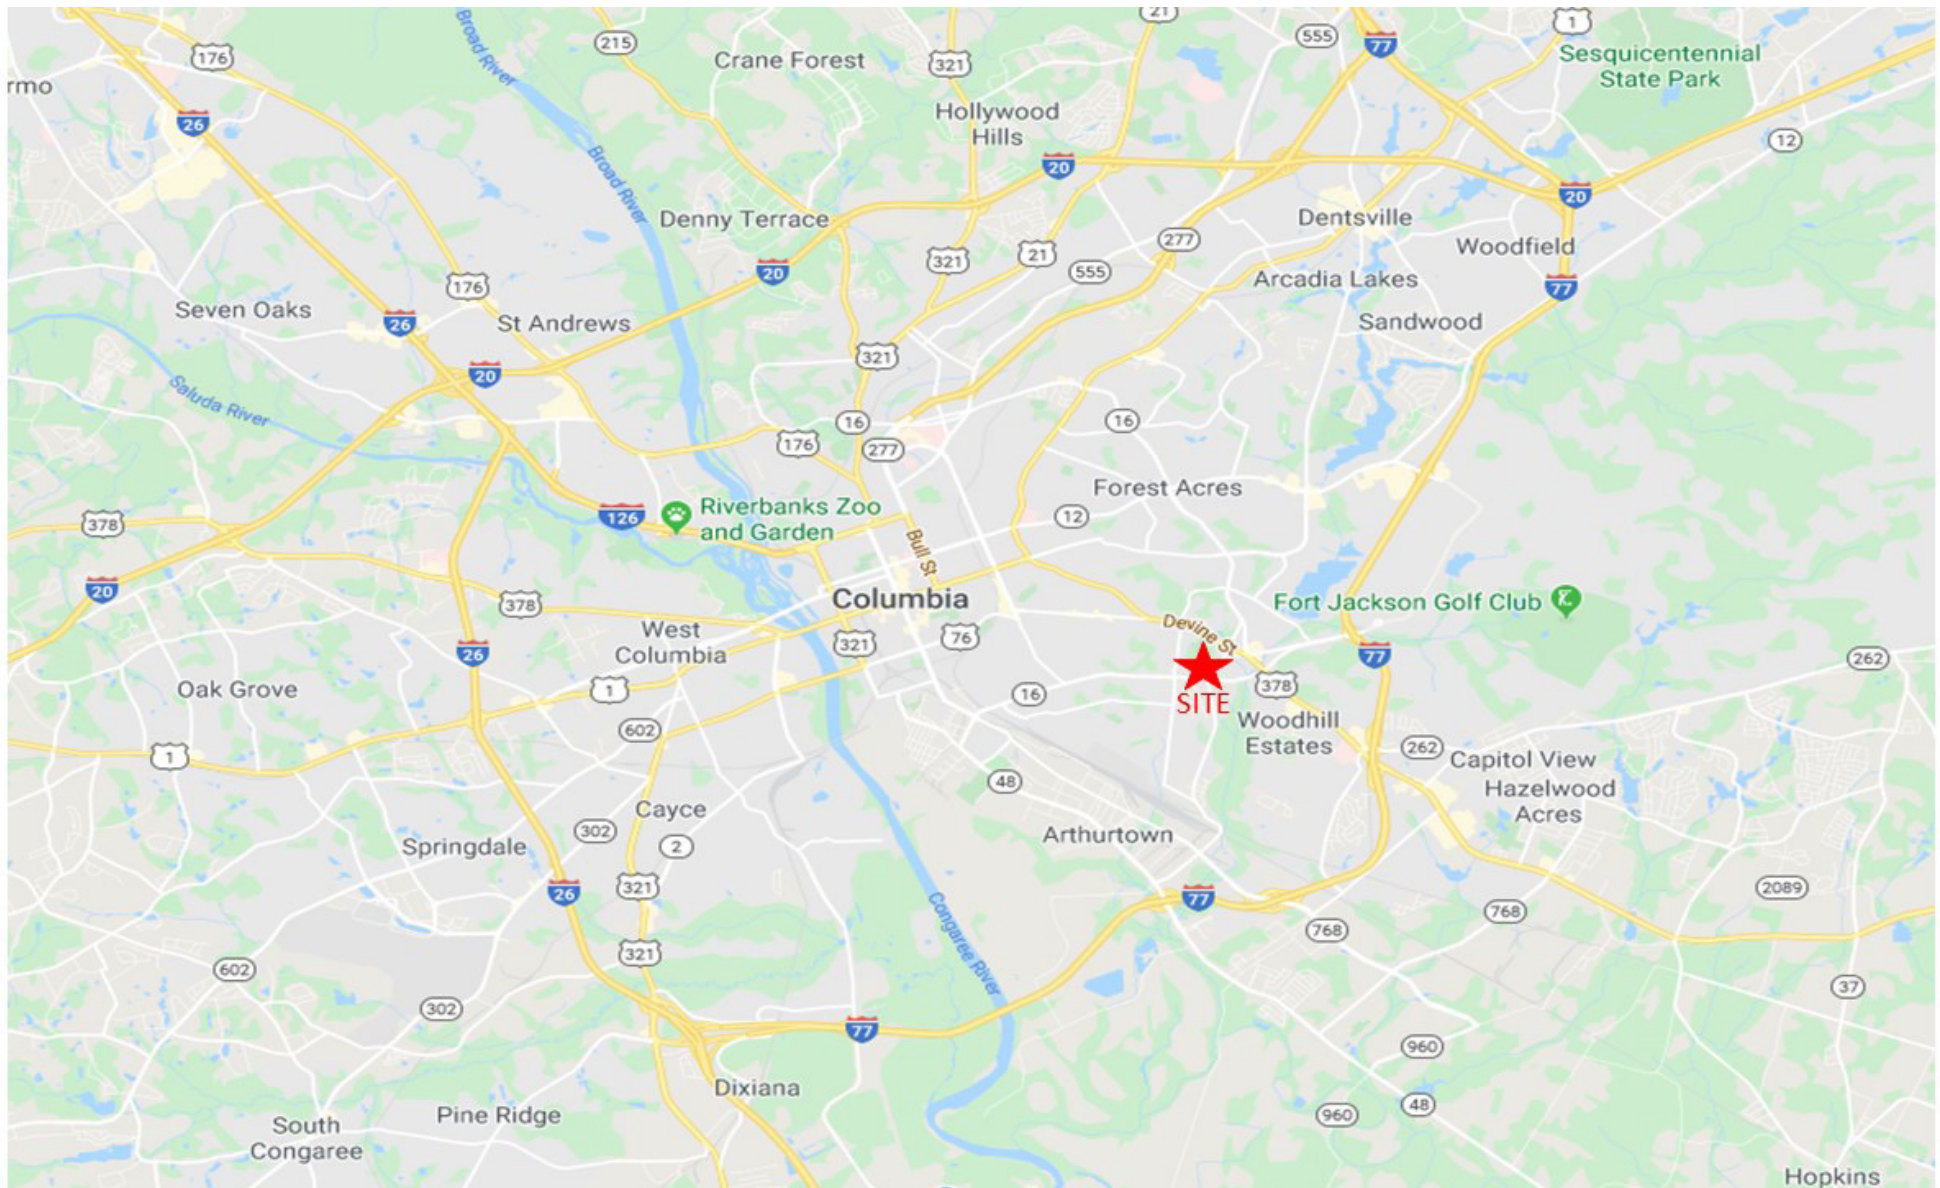 21
1
176
215
321
555
77
Crane Forest
Sesquicentennial
State Park
rmo
26
Broad River
Hollywood
Hills
12
20
20
Broad River
Denny Terrace
Dentsville
277
Woodfield
321
21
555
20
Arcadia Lakes
176
77
Seven Oaks
26
St Andrews
Sandwood
321
20
Saluda River
16
16
176
277
Forest Acres
378
126
Riverbanks Zoo
and Garden
12
Bull St
20
378
Columbia
Fort Jackson Golf Club
West
Columbia
321
76
Devine St
26
77
262
Oak Grove
1
16
SITE
378
602
Woodhill
Estates
1
262
Capitol View
48
Hazelwood
Acres
Cayce
302
2
Arthurtown
Springdale
26
321
77
2089
768
768
321
Congaree River
602
37
302
77
960
Dixiana
Pine Ridge
960
48
South
Congaree
Hopkins